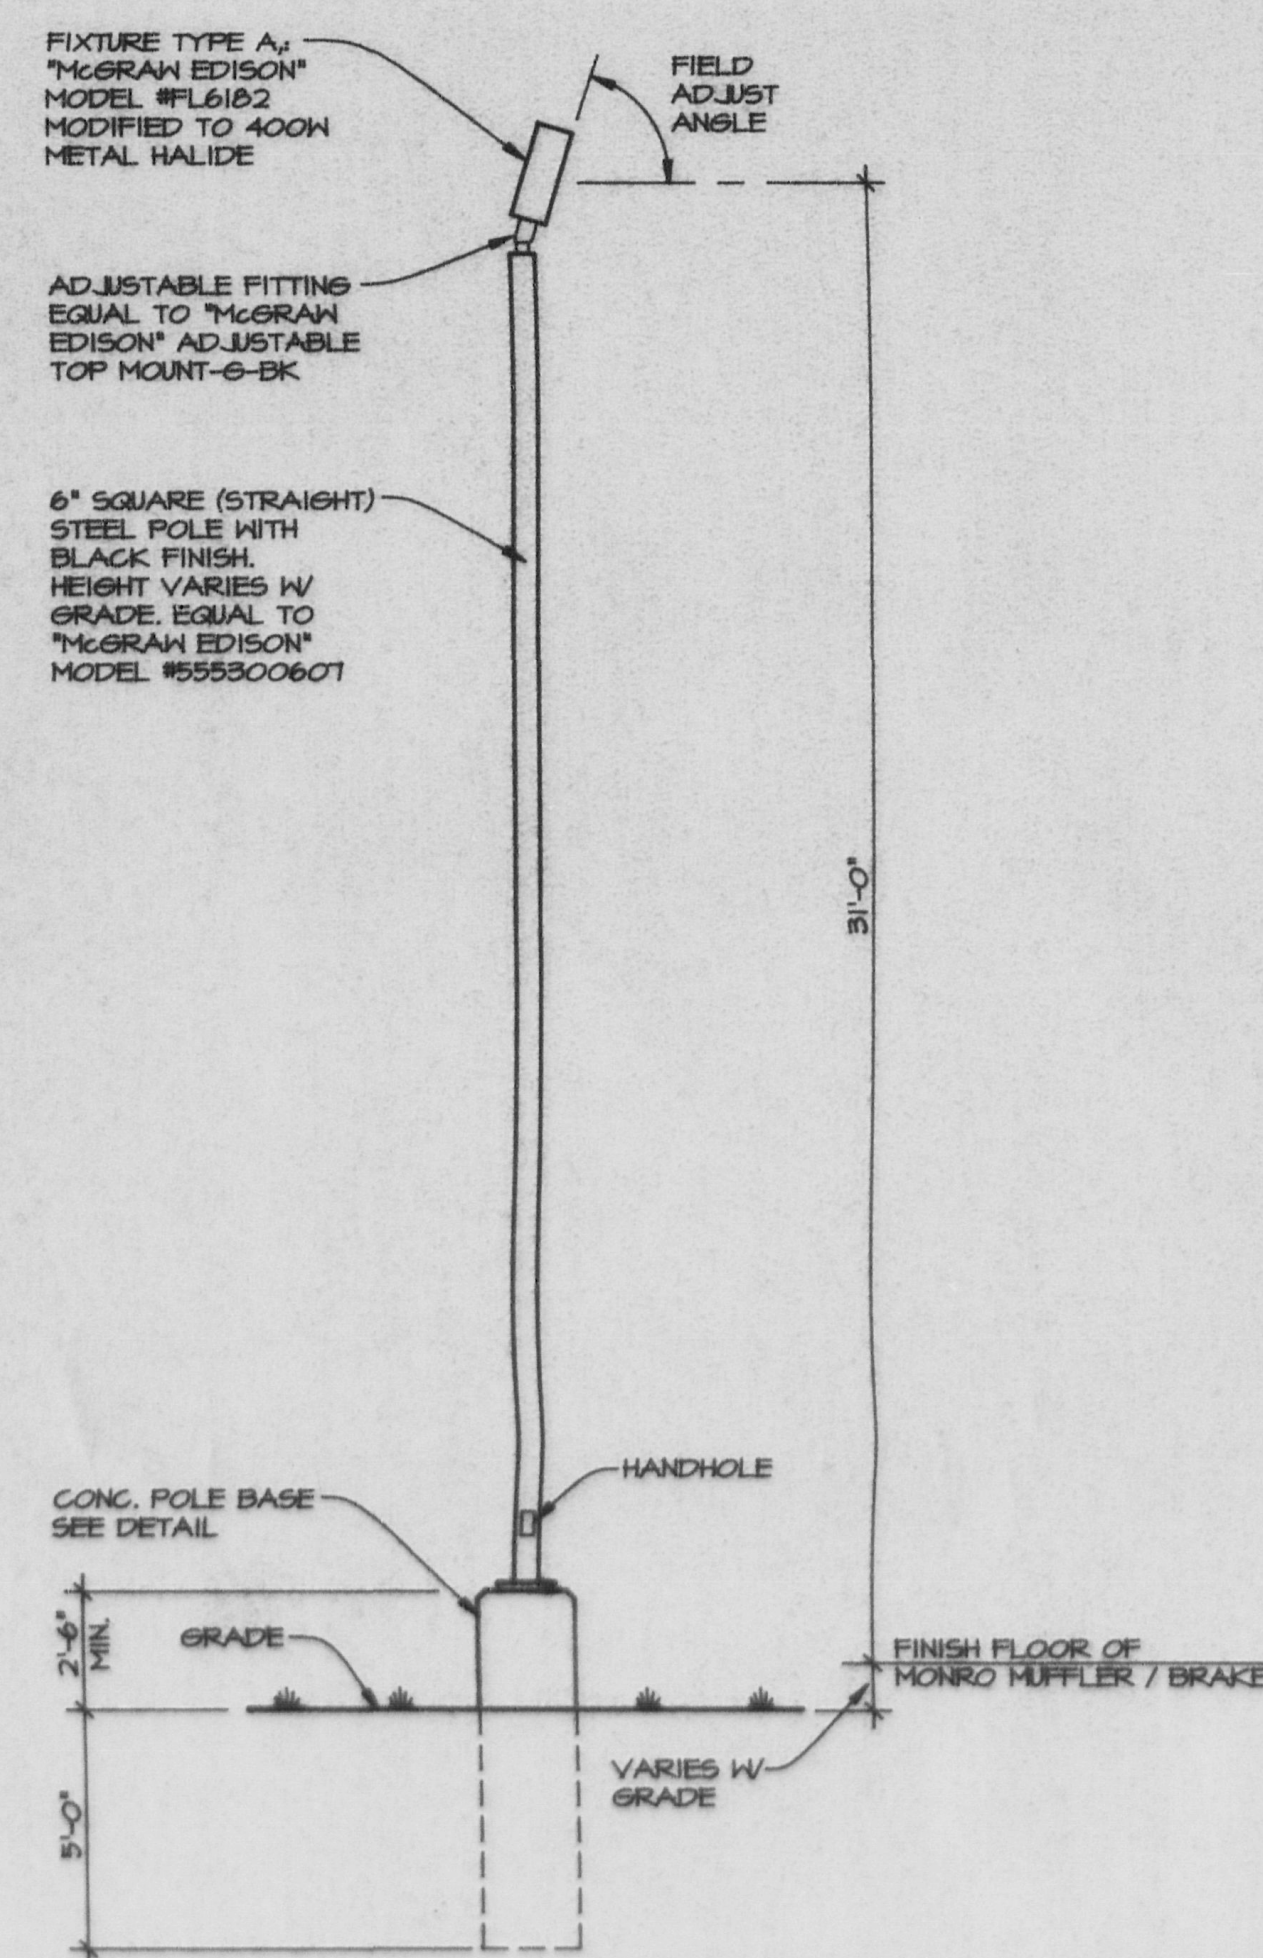 FIXTURE TYPE A,:
"McGRAW EDISON"
MODEL #FL6182
MODIFIED TO 400W
METAL HALIDE
FIELD
ADJUST
ANGLE
ADJUSTABLE FITTING
EQUAL TO "McGRAW
EDISON" ADJUSTABLE
TOP MOUNT-G-BK
6" SQUARE (STRAIGHT)
STEEL POLE WITH
BLACK FINISH.
HEIGHT VARIES W/
GRADE. EQUAL TO
"McGRAW EDISON"
MODEL #555300607
31'-0"
HANDHOLE
CONC. POLE BASE
SEE DETAIL
2'-6"
MIN.
GRADE
FINISH FLOOR OF
MONRO MUFFLER / BRAKE
VARIES W/
GRADE
5'-0"